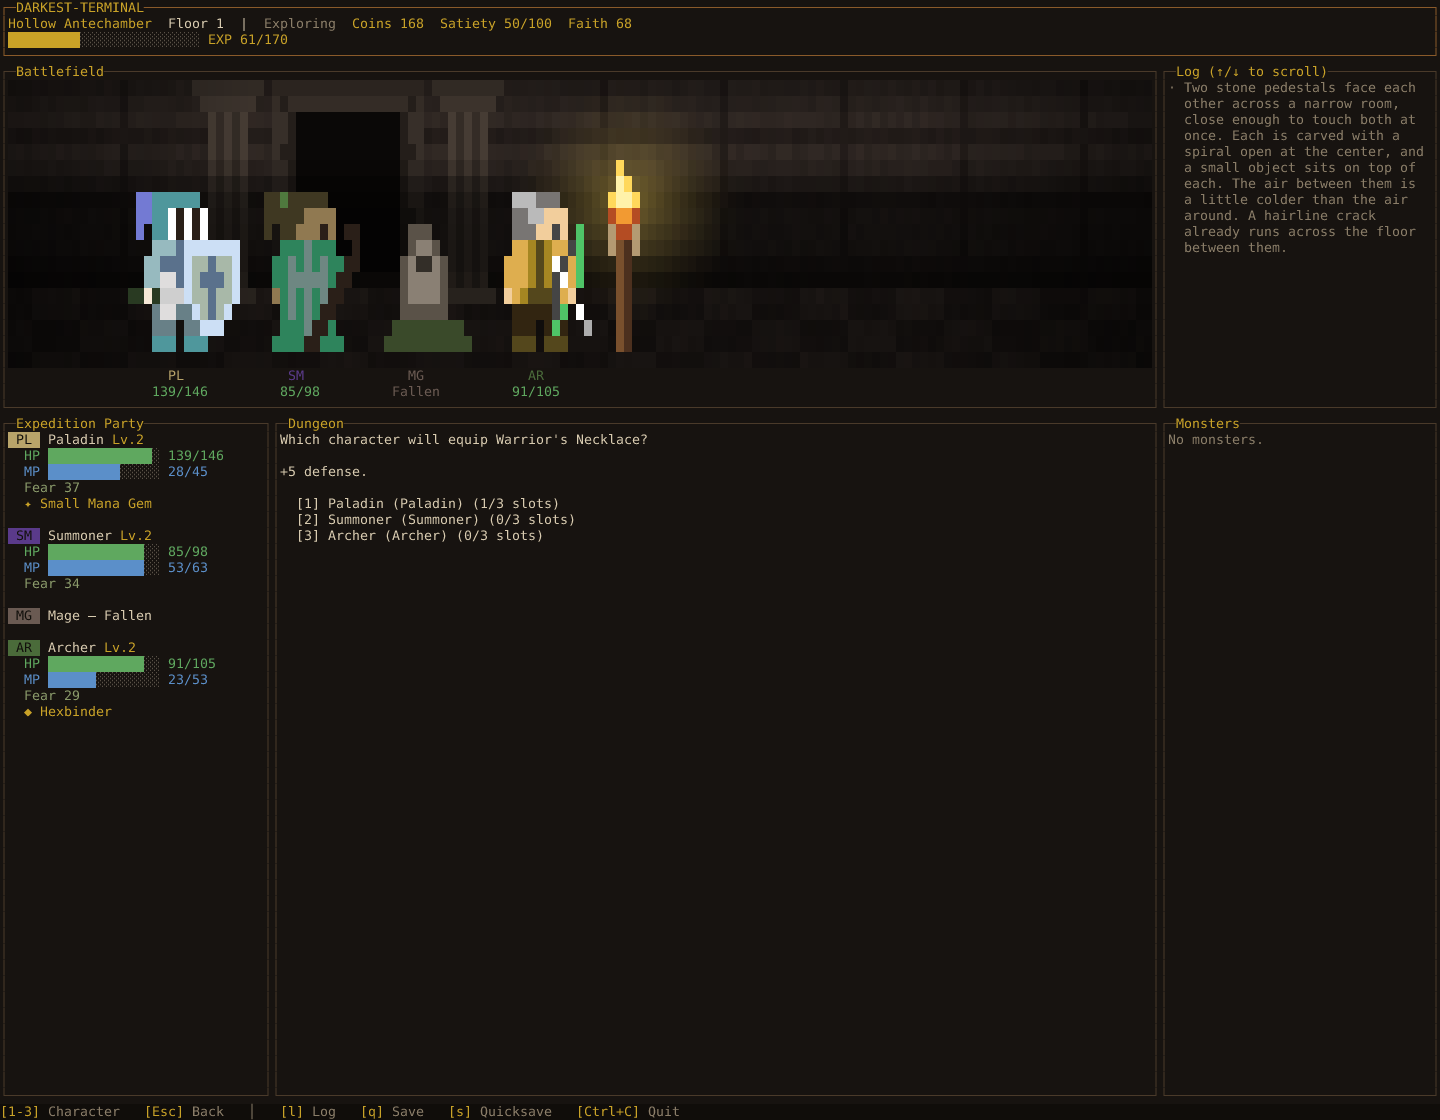 DARKEST-TERMINAL
Hollow Antechamber  Floor 1  |  Exploring  Coins 168  Satiety 50/100  Faith 68
EXP 61/170
Battlefield
PL SM MG AR
139/146 85/98 Fallen 91/105
Log (↑/↓ to scroll)
· Two stone pedestals face each
other across a narrow room,
close enough to touch both at
once. Each is carved with a
spiral open at the center, and
a small object sits on top of
each. The air between them is
a little colder than the air
around. A hairline crack
already runs across the floor
between them.
Expedition Party
PL Paladin Lv.2
HP 139/146
MP 28/45
Fear 37
✦ Small Mana Gem
SM Summoner Lv.2
HP 85/98
MP 53/63
Fear 34
MG Mage — Fallen
AR Archer Lv.2
HP 91/105
MP 23/53
Fear 29
◆ Hexbinder
Dungeon
Which character will equip Warrior's Necklace?
+5 defense.
[1] Paladin (Paladin) (1/3 slots)
[2] Summoner (Summoner) (0/3 slots)
[3] Archer (Archer) (0/3 slots)
Monsters
No monsters.
[1-3] Character  [Esc] Back  |  [l] Log  [q] Save  [s] Quicksave  [Ctrl+C] Quit